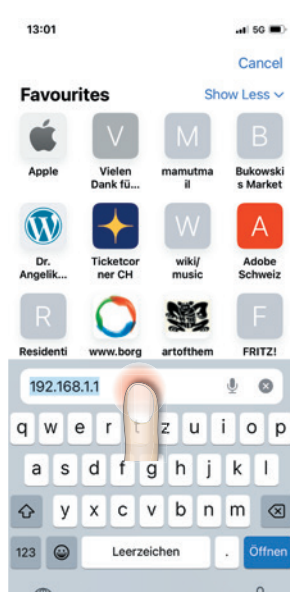 13:01
5G
Cancel
Favourites
Show Less
V
M
B
Apple
Vielen
Dank fü...
mamutma
il
Bukowski
s Market
W
W
A
Dr.
Angelik...
Ticketcor
ner CH
wiki/
music
Adobe
Schweiz
R
F
Residenti
www.borg
artofthem
FRITZ!
192.168.1.1
q w e r t z u i o p
a s d f g h j k l
y x c v b n m
123
Leerzeichen
.
Öffnen